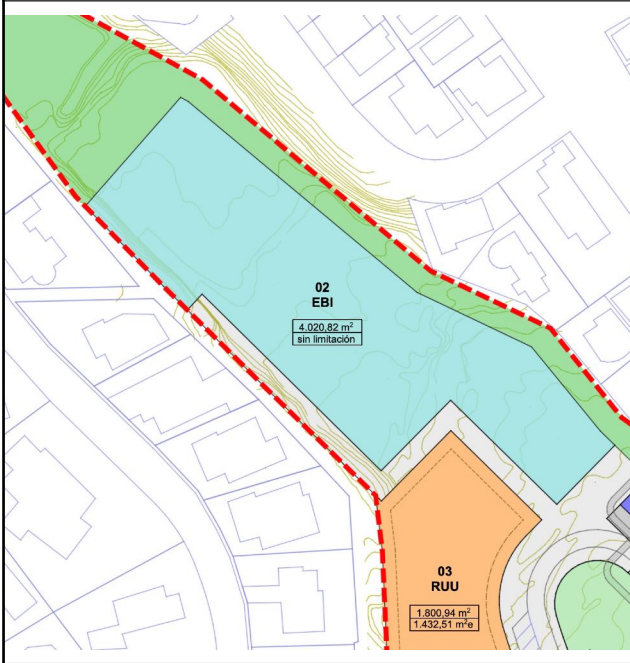 02
EBI
4.020,82 m²
sin limitación
03
RUU
1.800,94 m²
1.432,51 m²e